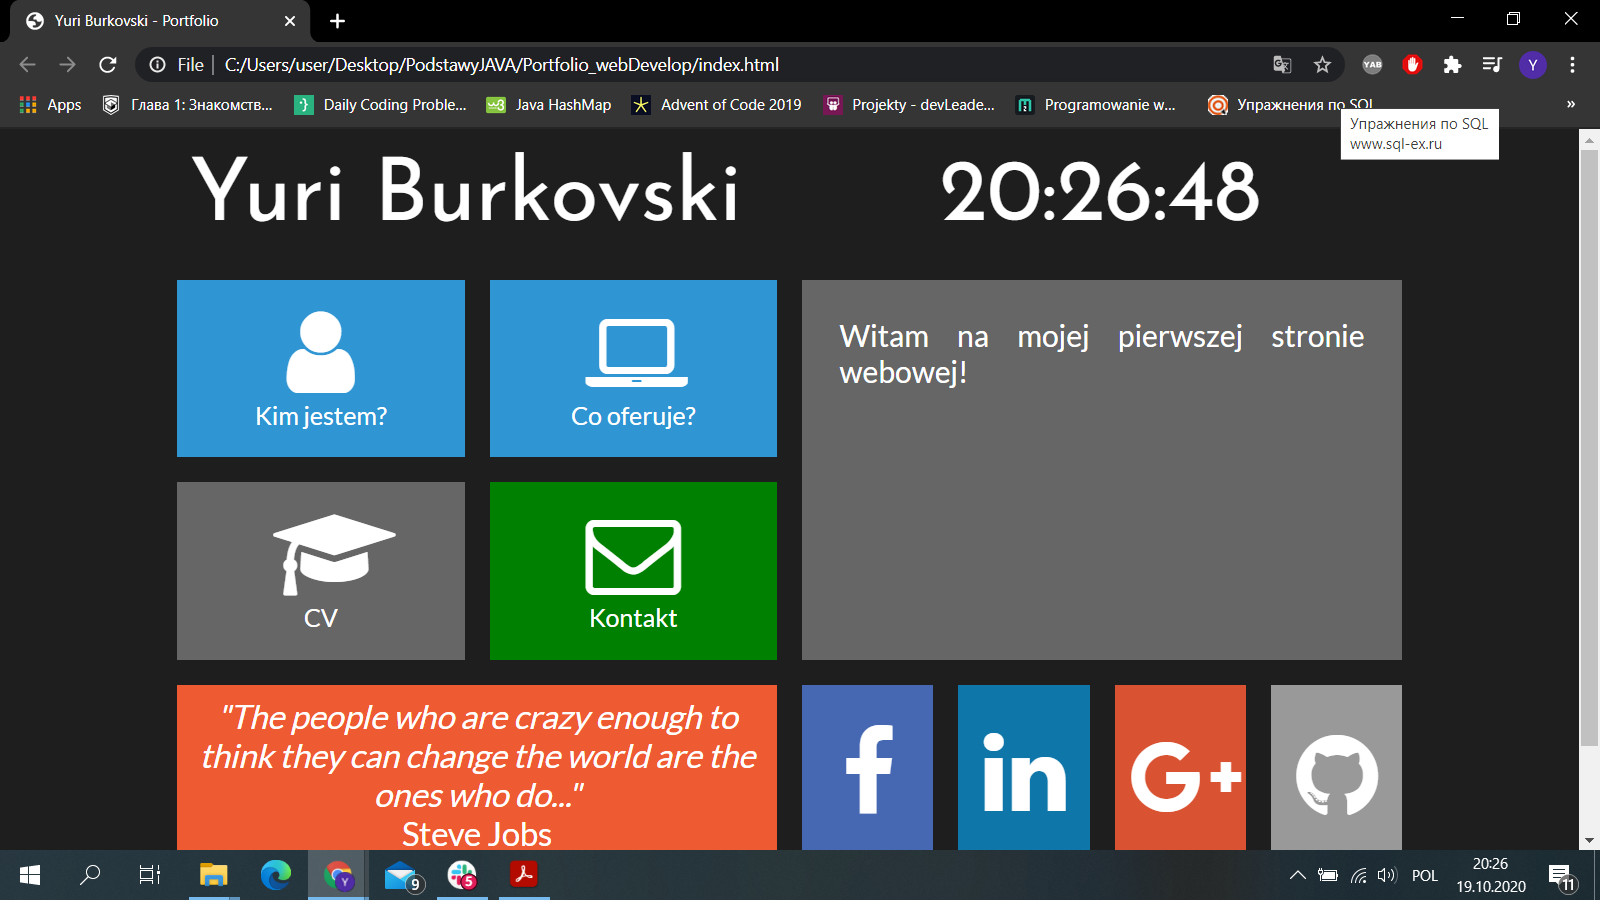 Yuri Burkovski - Portfolio
File | C:/Users/user/Desktop/PodstawyJAVA/Portfolio_webDevelop/index.html
YAB
Y
Apps
Глава 1: Знакомств...
Daily Coding Proble...
Java HashMap
Advent of Code 2019
Projekty - devLeade...
Programowanie w...
Упражнения по SQL
»
Упражнения по SQL
www.sql-ex.ru
Yuri Burkovski
20:26:48
Kim jestem?
Co oferuje?
Witam na mojej pierwszej stronie
webowej!
CV
Kontakt
"The people who are crazy enough to
think they can change the world are the
ones who do..."
Steve Jobs
f
in
G+
Y
9
5
POL
20:26
19.10.2020
11